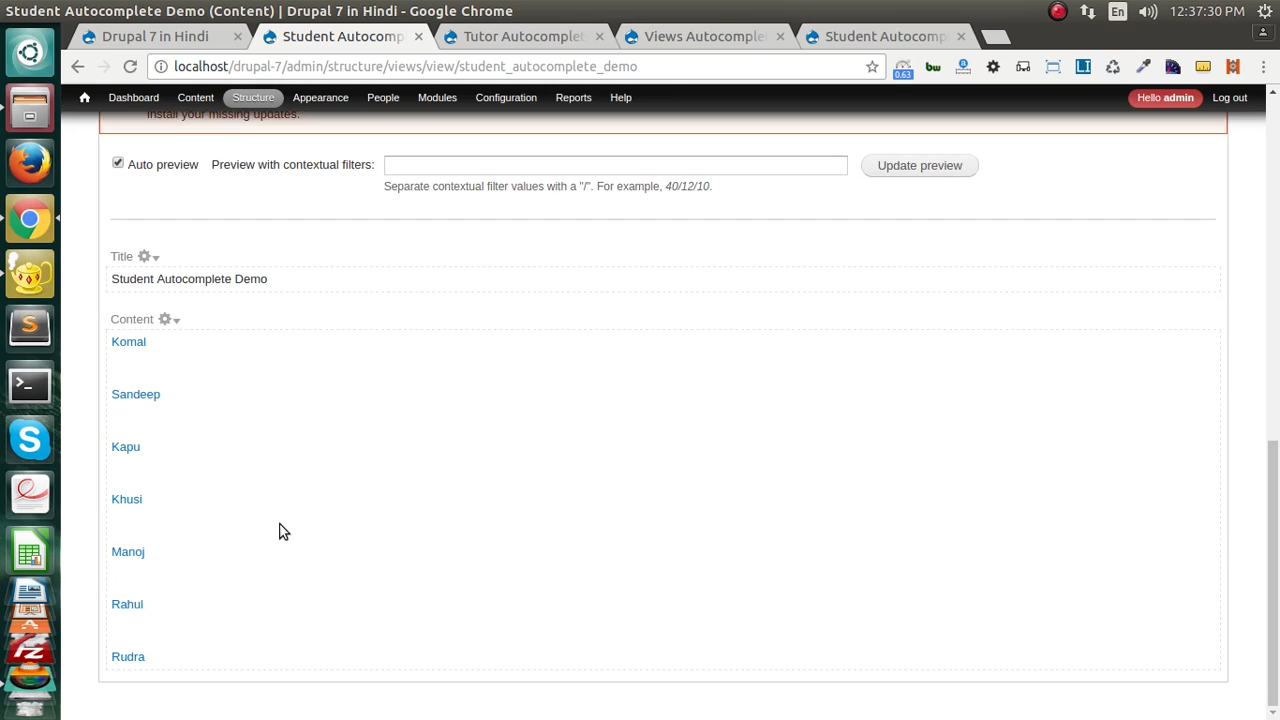 Student Autocomplete Demo (Content) | Drupal 7 in Hindi - Google Chrome
En
12:37:30 PM
Drupal 7 in Hindi
Student Autocomp
Tutor Autocomplet
Views Autocomple
Student Autocomp
localhost/drupal-7/admin/structure/views/view/student_autocomplete_demo
0.63
Dashboard
Content
Structure
Appearance
People
Modules
Configuration
Reports
Help
Hello admin
Log out
install your missing updates.
Auto preview
Preview with contextual filters:
Update preview
Separate contextual filter values with a "/". For example, 40/12/10.
Title
Student Autocomplete Demo
Content
Komal
Sandeep
Kapu
Khusi
Manoj
Rahul
Rudra